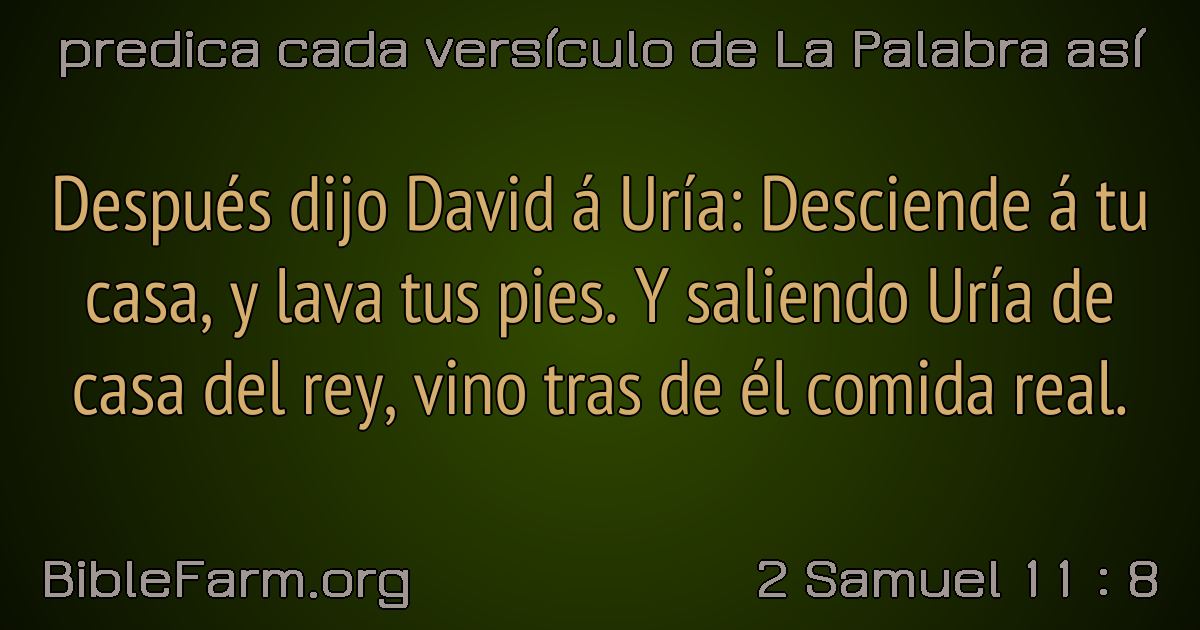 predica cada versículo de La Palabra así
Después dijo David á Uría: Desciende á tu
casa, y lava tus pies. Y saliendo Uría de
casa del rey, vino tras de él comida real.
BibleFarm.org
2 Samuel 11 : 8